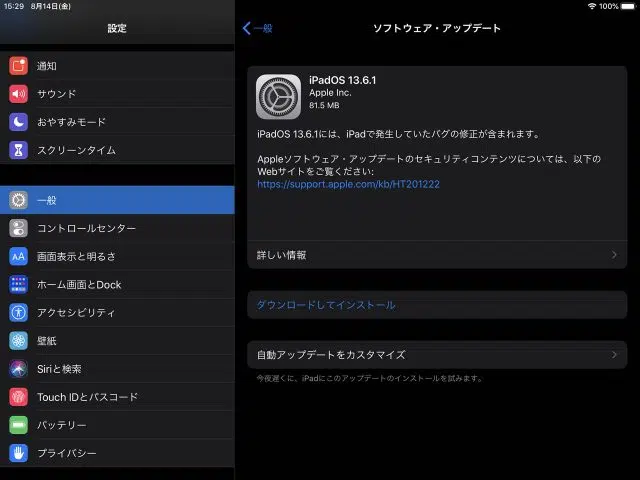 15:29 8月14日(金)
100%
設定
通知
サウンド
おやすみモード
スクリーンタイム
一般
コントロールセンター
画面表示と明るさ
AA
ホーム画面とDock
アクセシビリティ
壁紙
Siriと検索
Touch IDとパスコード
バッテリー
プライバシー
一般
ソフトウェア・アップデート
iPadOS 13.6.1
Apple Inc.
81.5 MB
iPadOS 13.6.1には、iPadで発生していたバグの修正が含まれます。
Appleソフトウェア・アップデートのセキュリティコンテンツについては、以下の
Webサイトをご覧ください:
https://support.apple.com/kb/HT201222
詳しい情報
ダウンロードしてインストール
自動アップデートをカスタマイズ
今夜遅くに、iPadにこのアップデートのインストールを試みます。